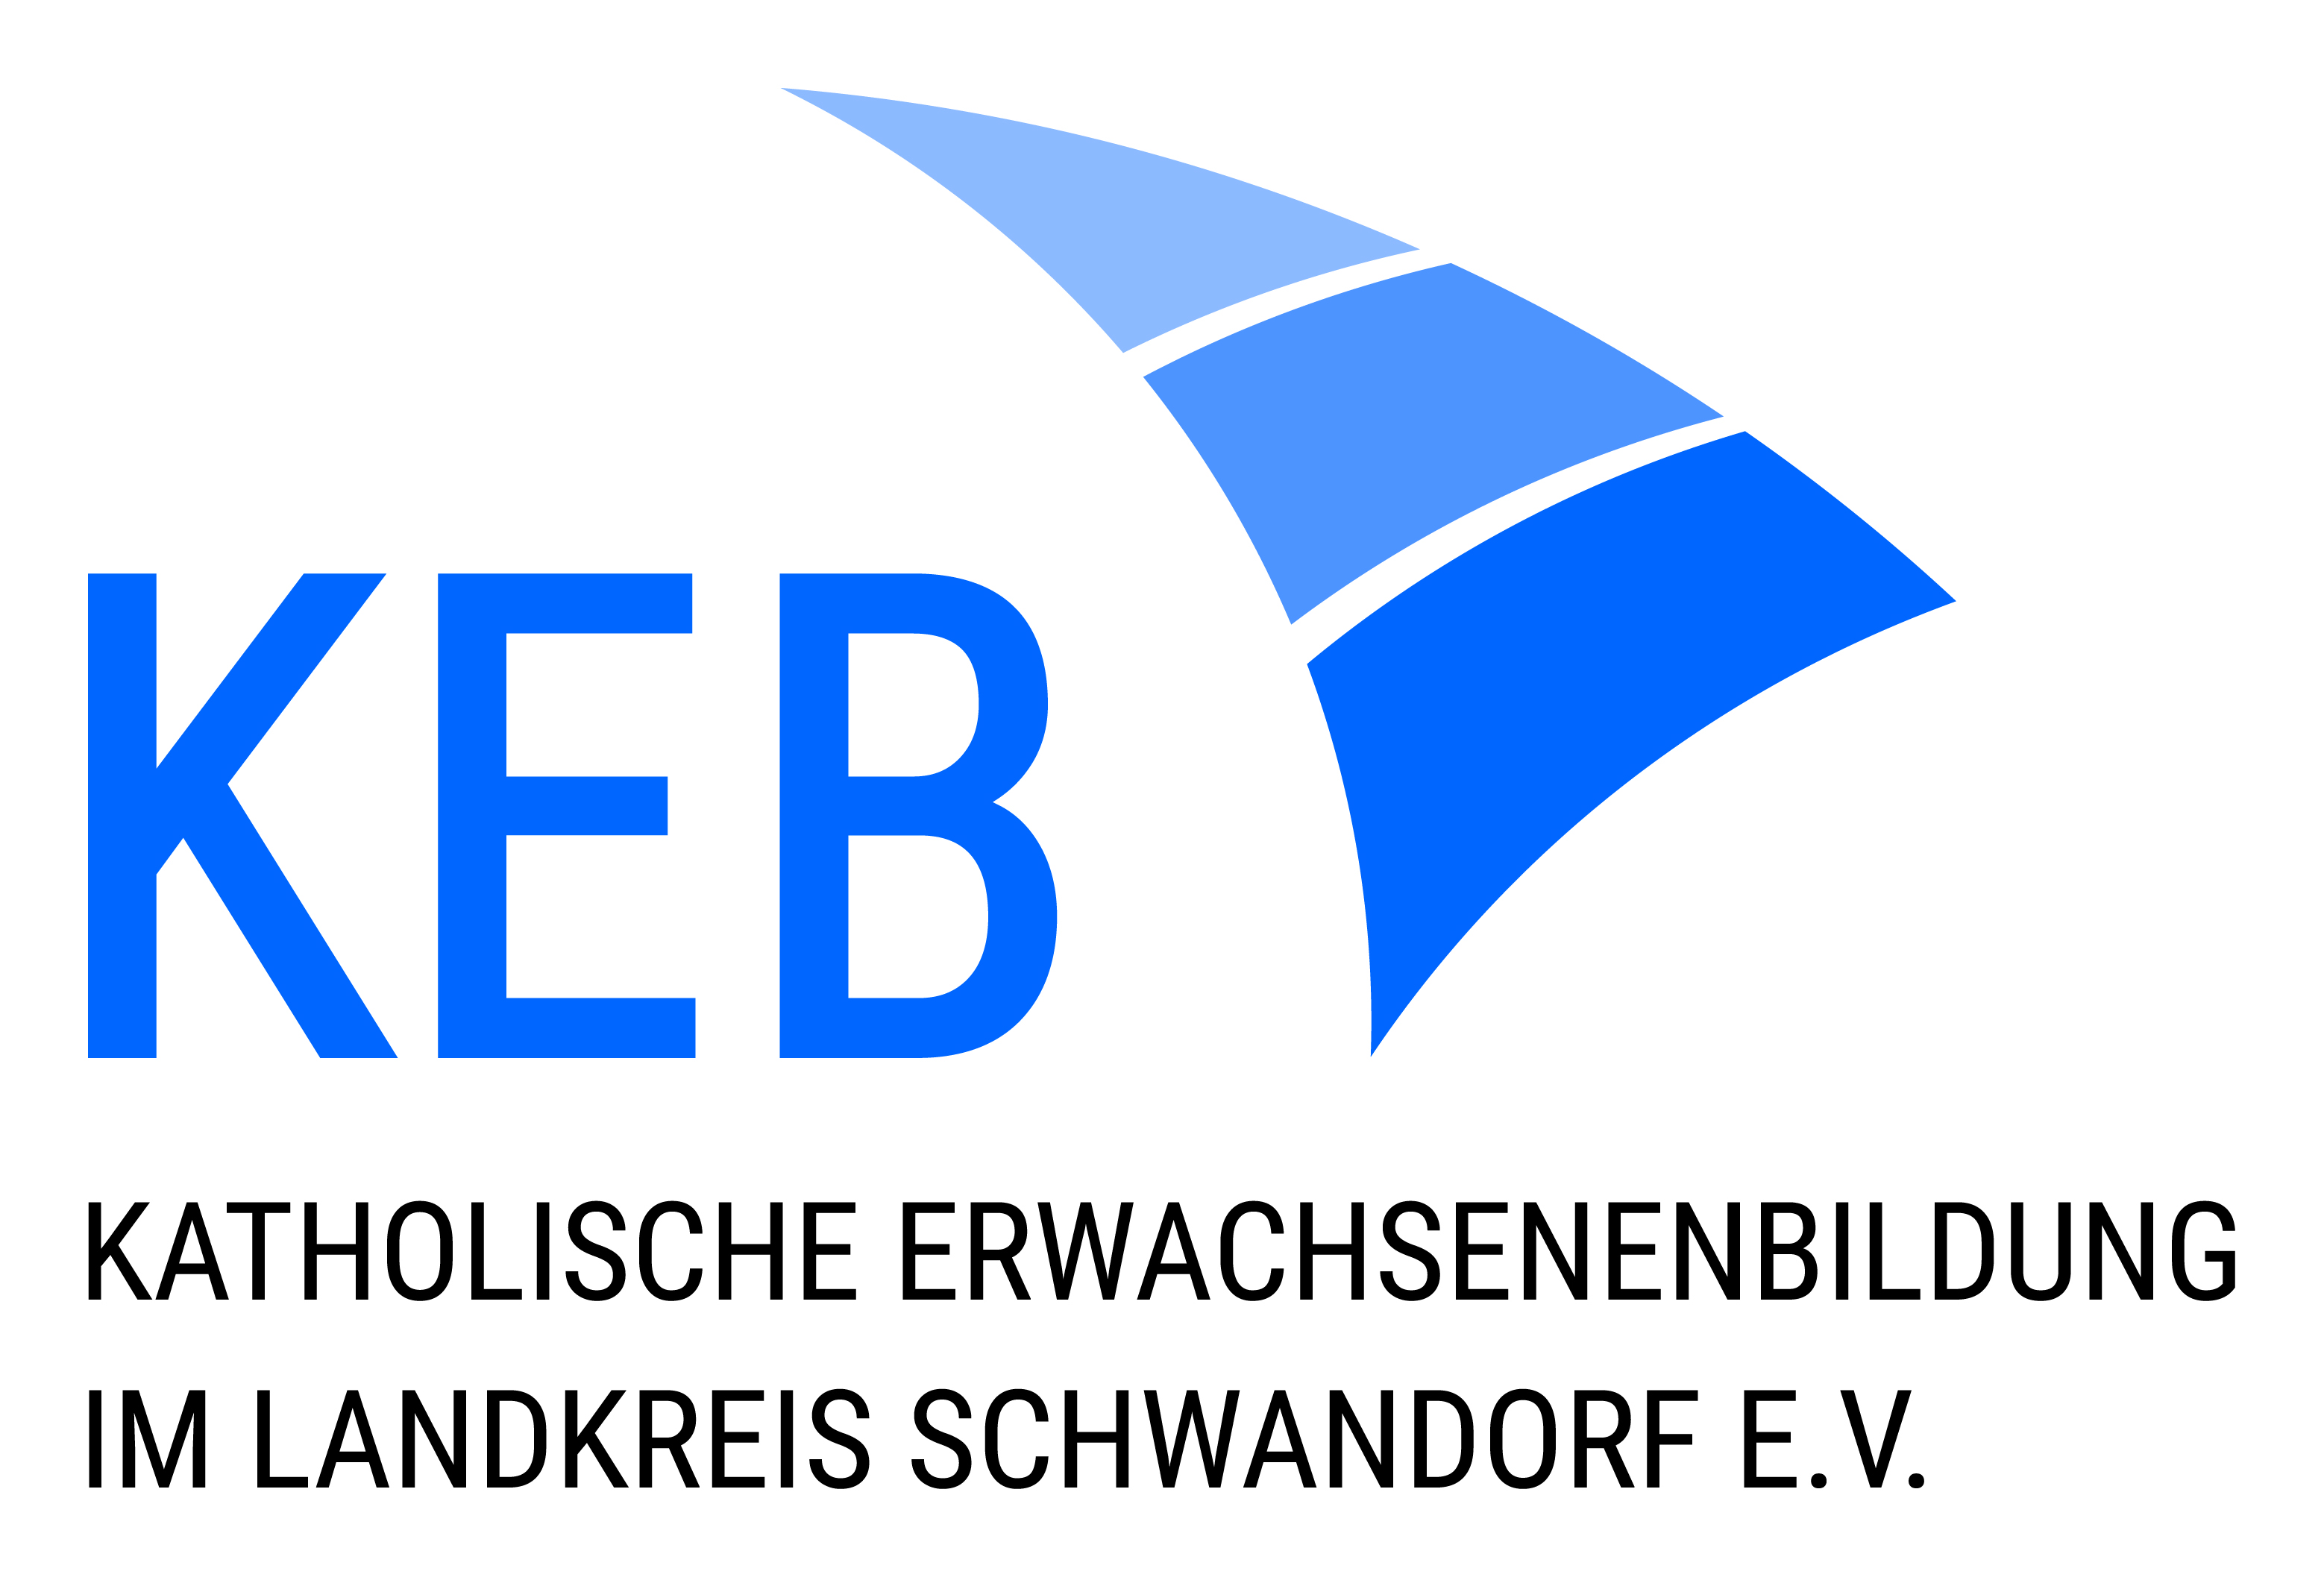 KEB
KATHOLISCHE ERWACHSENENBILDUNG
IM LANDKREIS SCHWANDORF E.V.